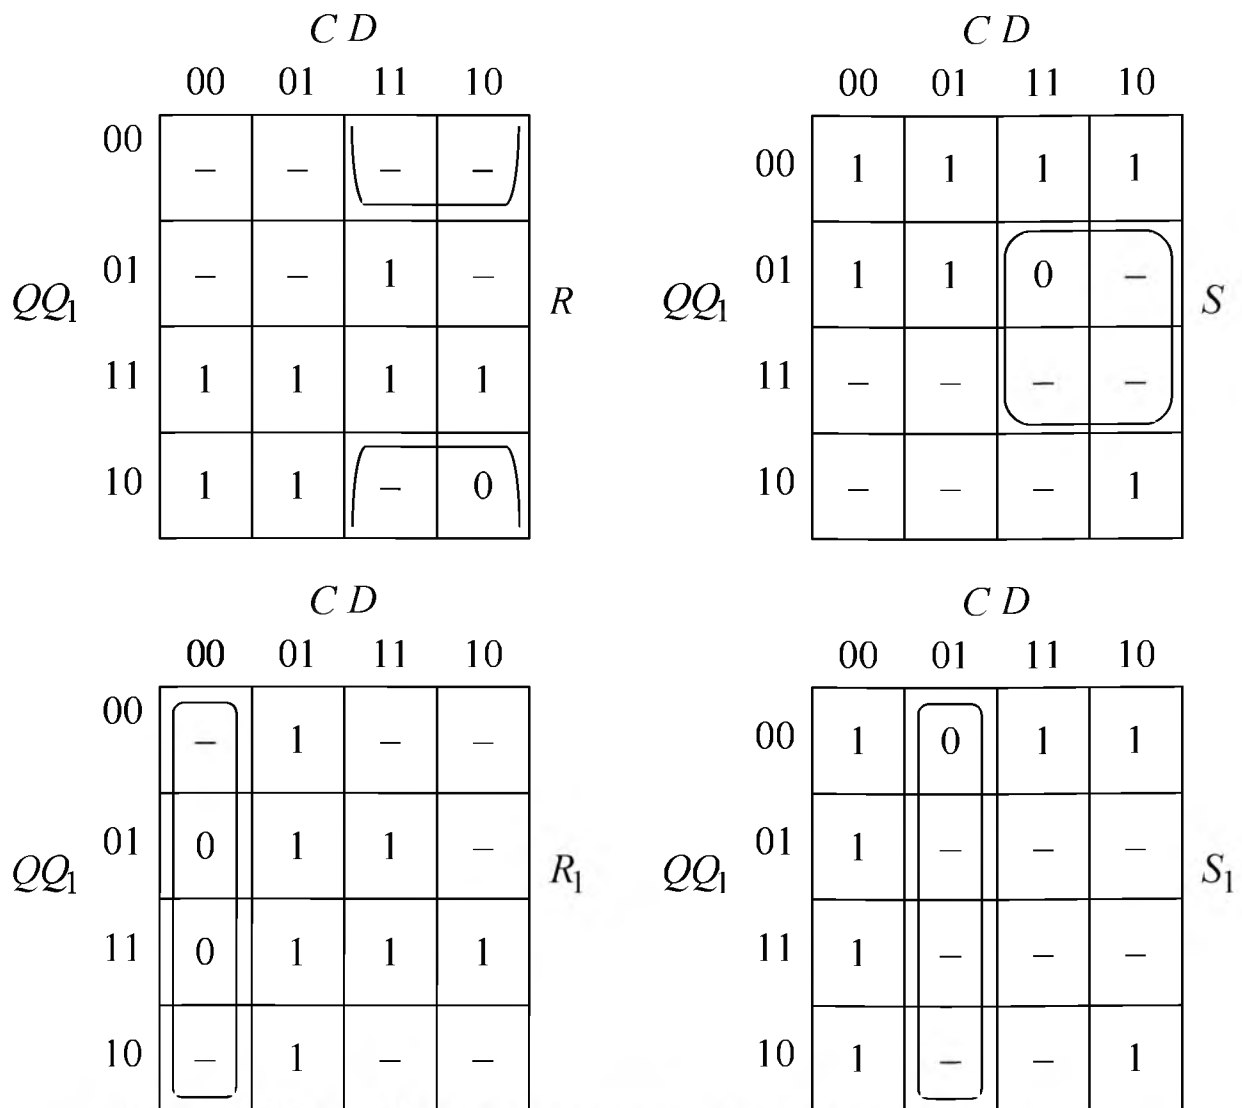 C D
00 01 11 10
00 – – – –
01 – – 1 –
QQ₁ R
11 1 1 1 1
10 1 1 – 0
C D
00 01 11 10
00 1 1 1 1
01 1 1 0 –
QQ₁ S
11 – – – –
10 – – – 1
C D
00 01 11 10
00 – 1 – –
01 0 1 1 –
QQ₁ R₁
11 0 1 1 1
10 – 1 – –
C D
00 01 11 10
00 1 0 1 1
01 1 – – –
QQ₁ S₁
11 1 – – –
10 1 – – 1